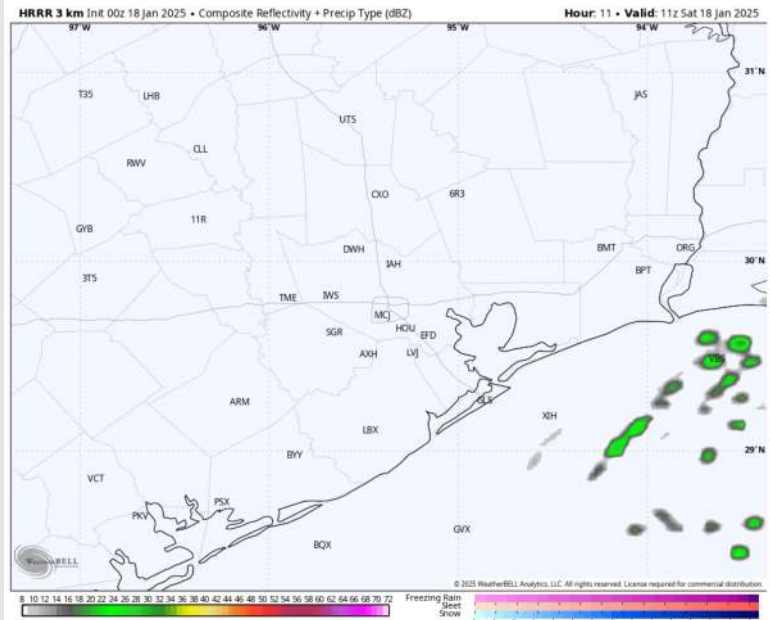 HRRR 3 km Init 00z 18 Jan 2025 • Composite Reflectivity + Precip Type (dBZ) Hour: 11 • Valid: 11z Sat 18 Jan 2025
97°W 96°W 95°W 94°W
31°N
T35 LHB JAS
UTS
CLL
RWV
CXO 6R3
11R
GYB
DWH BMT ORG
IAH
30°N
3T5 BPT
TME IWS
MCJ
SGR HOU EFD
AXH LVJ
VBS
ARM GLS
XIH
LBX
29°N
BYY
VCT
PSX
PKV
GVX
BQX
WeatherBELL
© 2025 WeatherBELL Analytics, LLC. All rights reserved. License required for commercial distribution.
8 10 12 14 16 18 20 22 24 26 28 30 32 34 36 38 40 42 44 46 48 50 52 54 56 58 60 62 64 66 68 70 72
Freezing Rain
Sleet
Snow